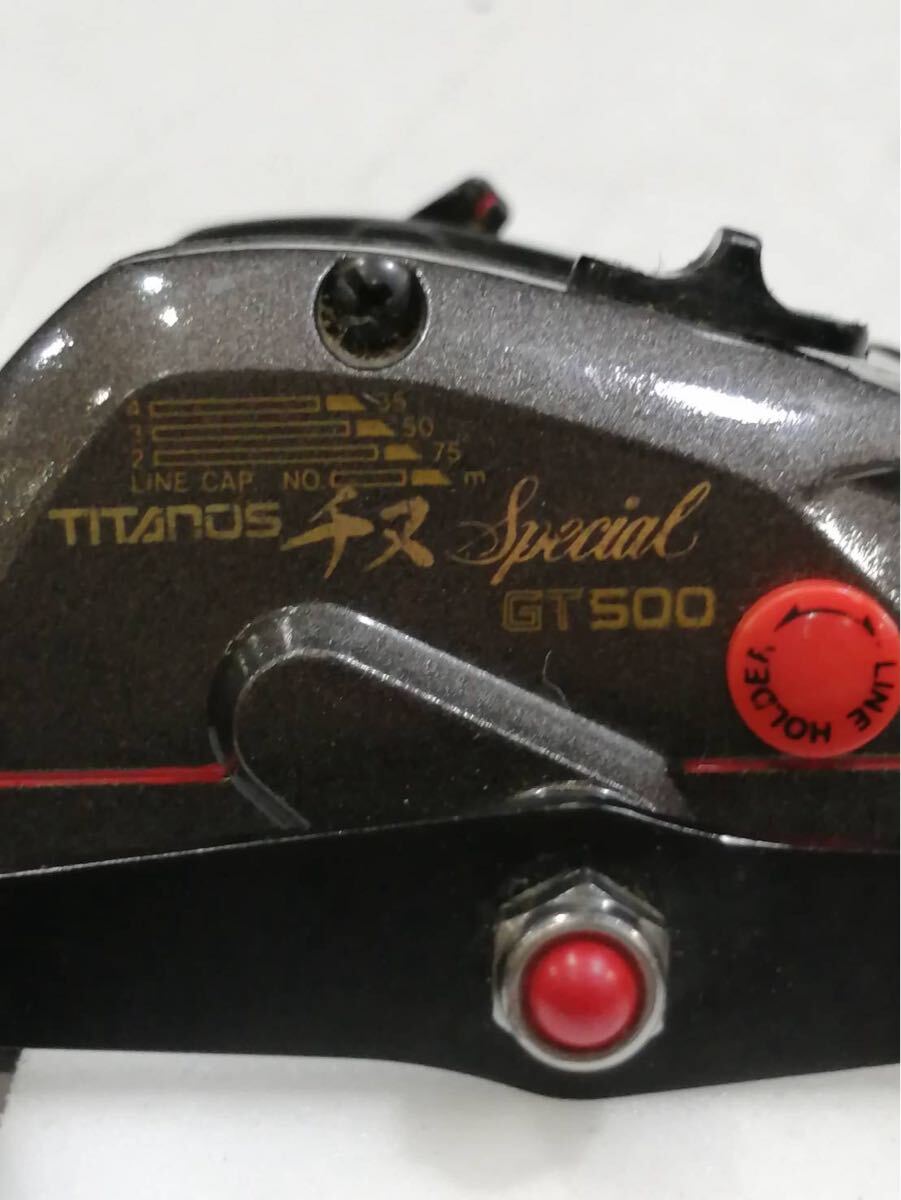 4 35
3 50
2 75
LINE CAP. NO. m
TITANOS チヌ Special
GT500
LINE HOLDER